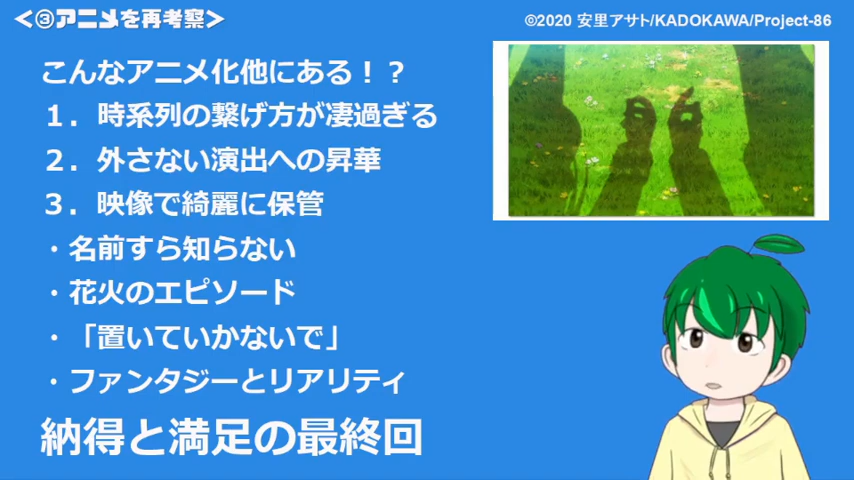 ＜③アニメを再考察＞
©2020 安里アサト/KADOKAWA/Project-86
こんなアニメ化他にある！？
１．時系列の繋げ方が凄過ぎる
２．外さない演出への昇華
３．映像で綺麗に保管
・名前すら知らない
・花火のエピソード
・「置いていかないで」
・ファンタジーとリアリティ
納得と満足の最終回